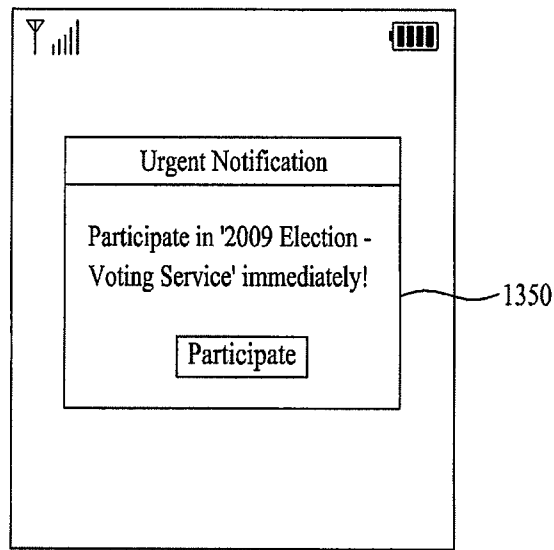 Urgent Notification
Participate in '2009 Election -
Voting Service' immediately!
1350
Participate